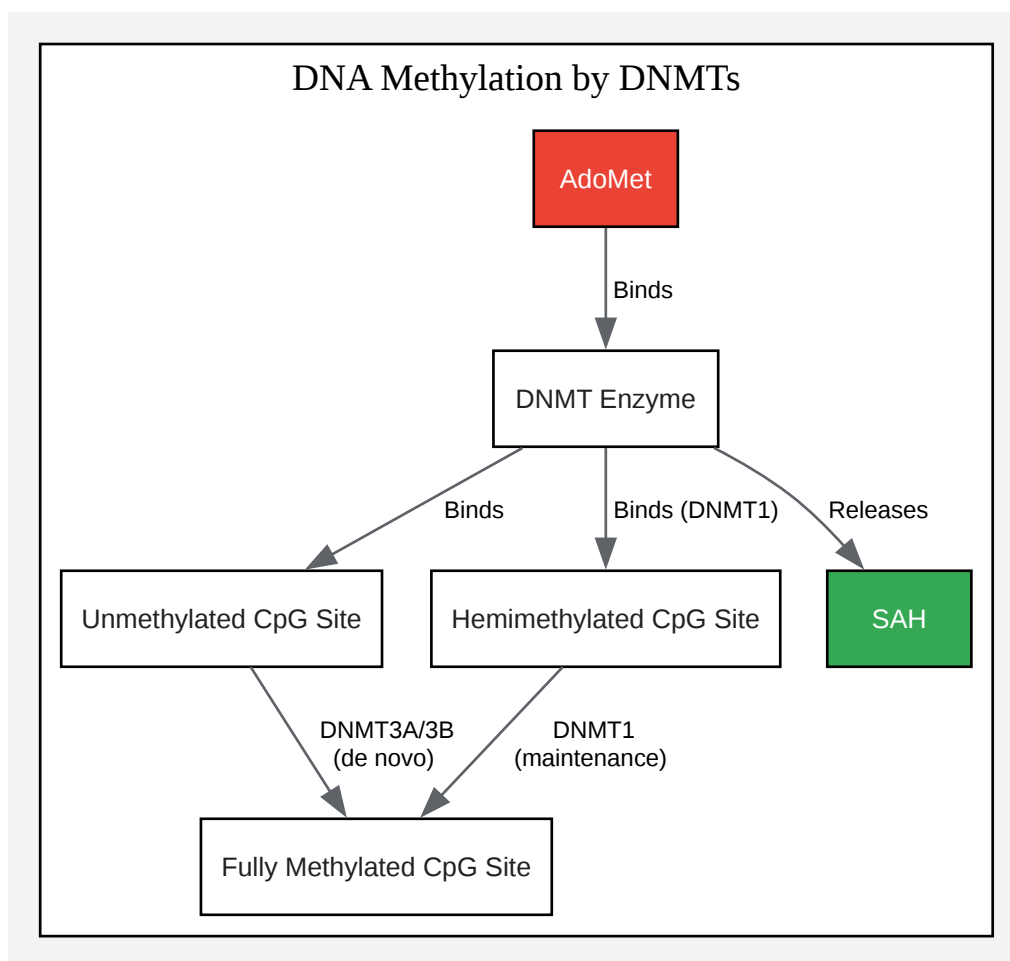 DNA Methylation by DNMTs
AdoMet
Binds
DNMT Enzyme
Binds
Binds (DNMT1)
Releases
Unmethylated CpG Site
Hemimethylated CpG Site
SAH
DNMT3A/3B
(de novo)
DNMT1
(maintenance)
Fully Methylated CpG Site